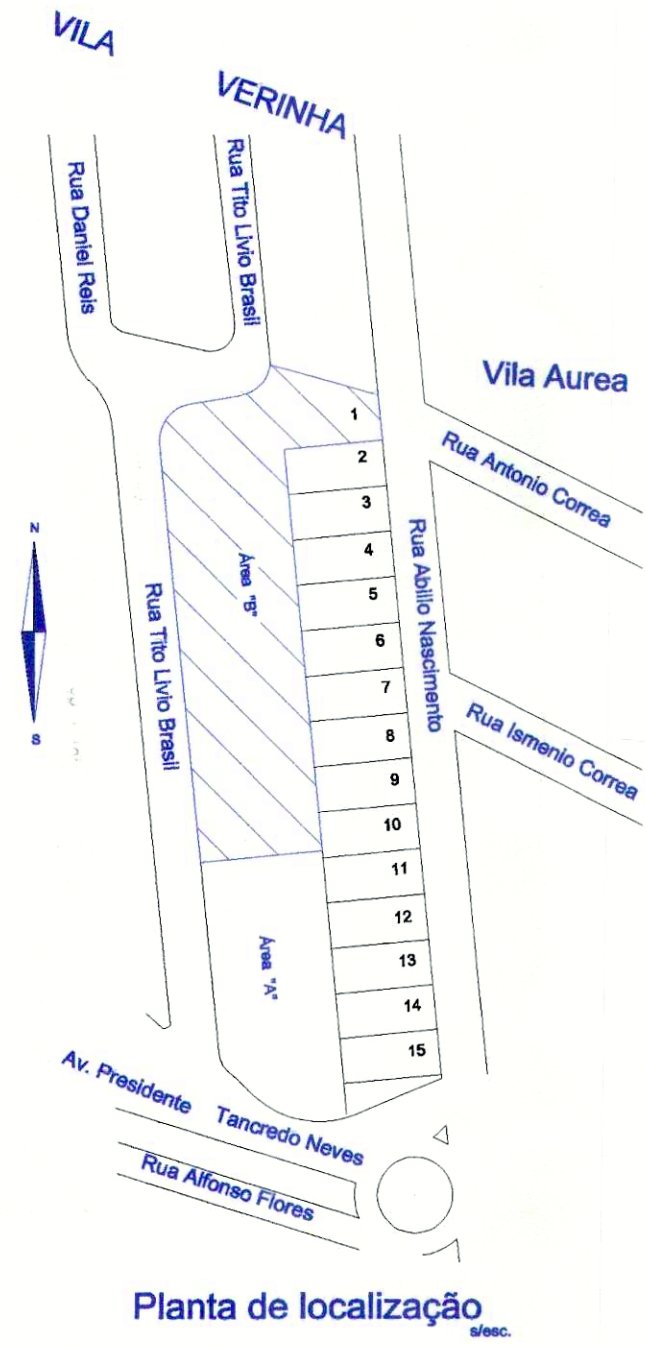 VILA
VERINHA
Rua Daniel Reis
Rua Tito Livio Brasil
Vila Aurea
1
Rua Antonio Correa
2
3
N
4
Área "B"
Rua Abilio Nascimento
5
Rua Tito Livio Brasil
6
7
S
8
Rua Ismenio Correa
9
10
11
12
Área "A"
13
14
15
Av. Presidente Tancredo Neves
Rua Alfonso Flores
Planta de localização
s/esc.